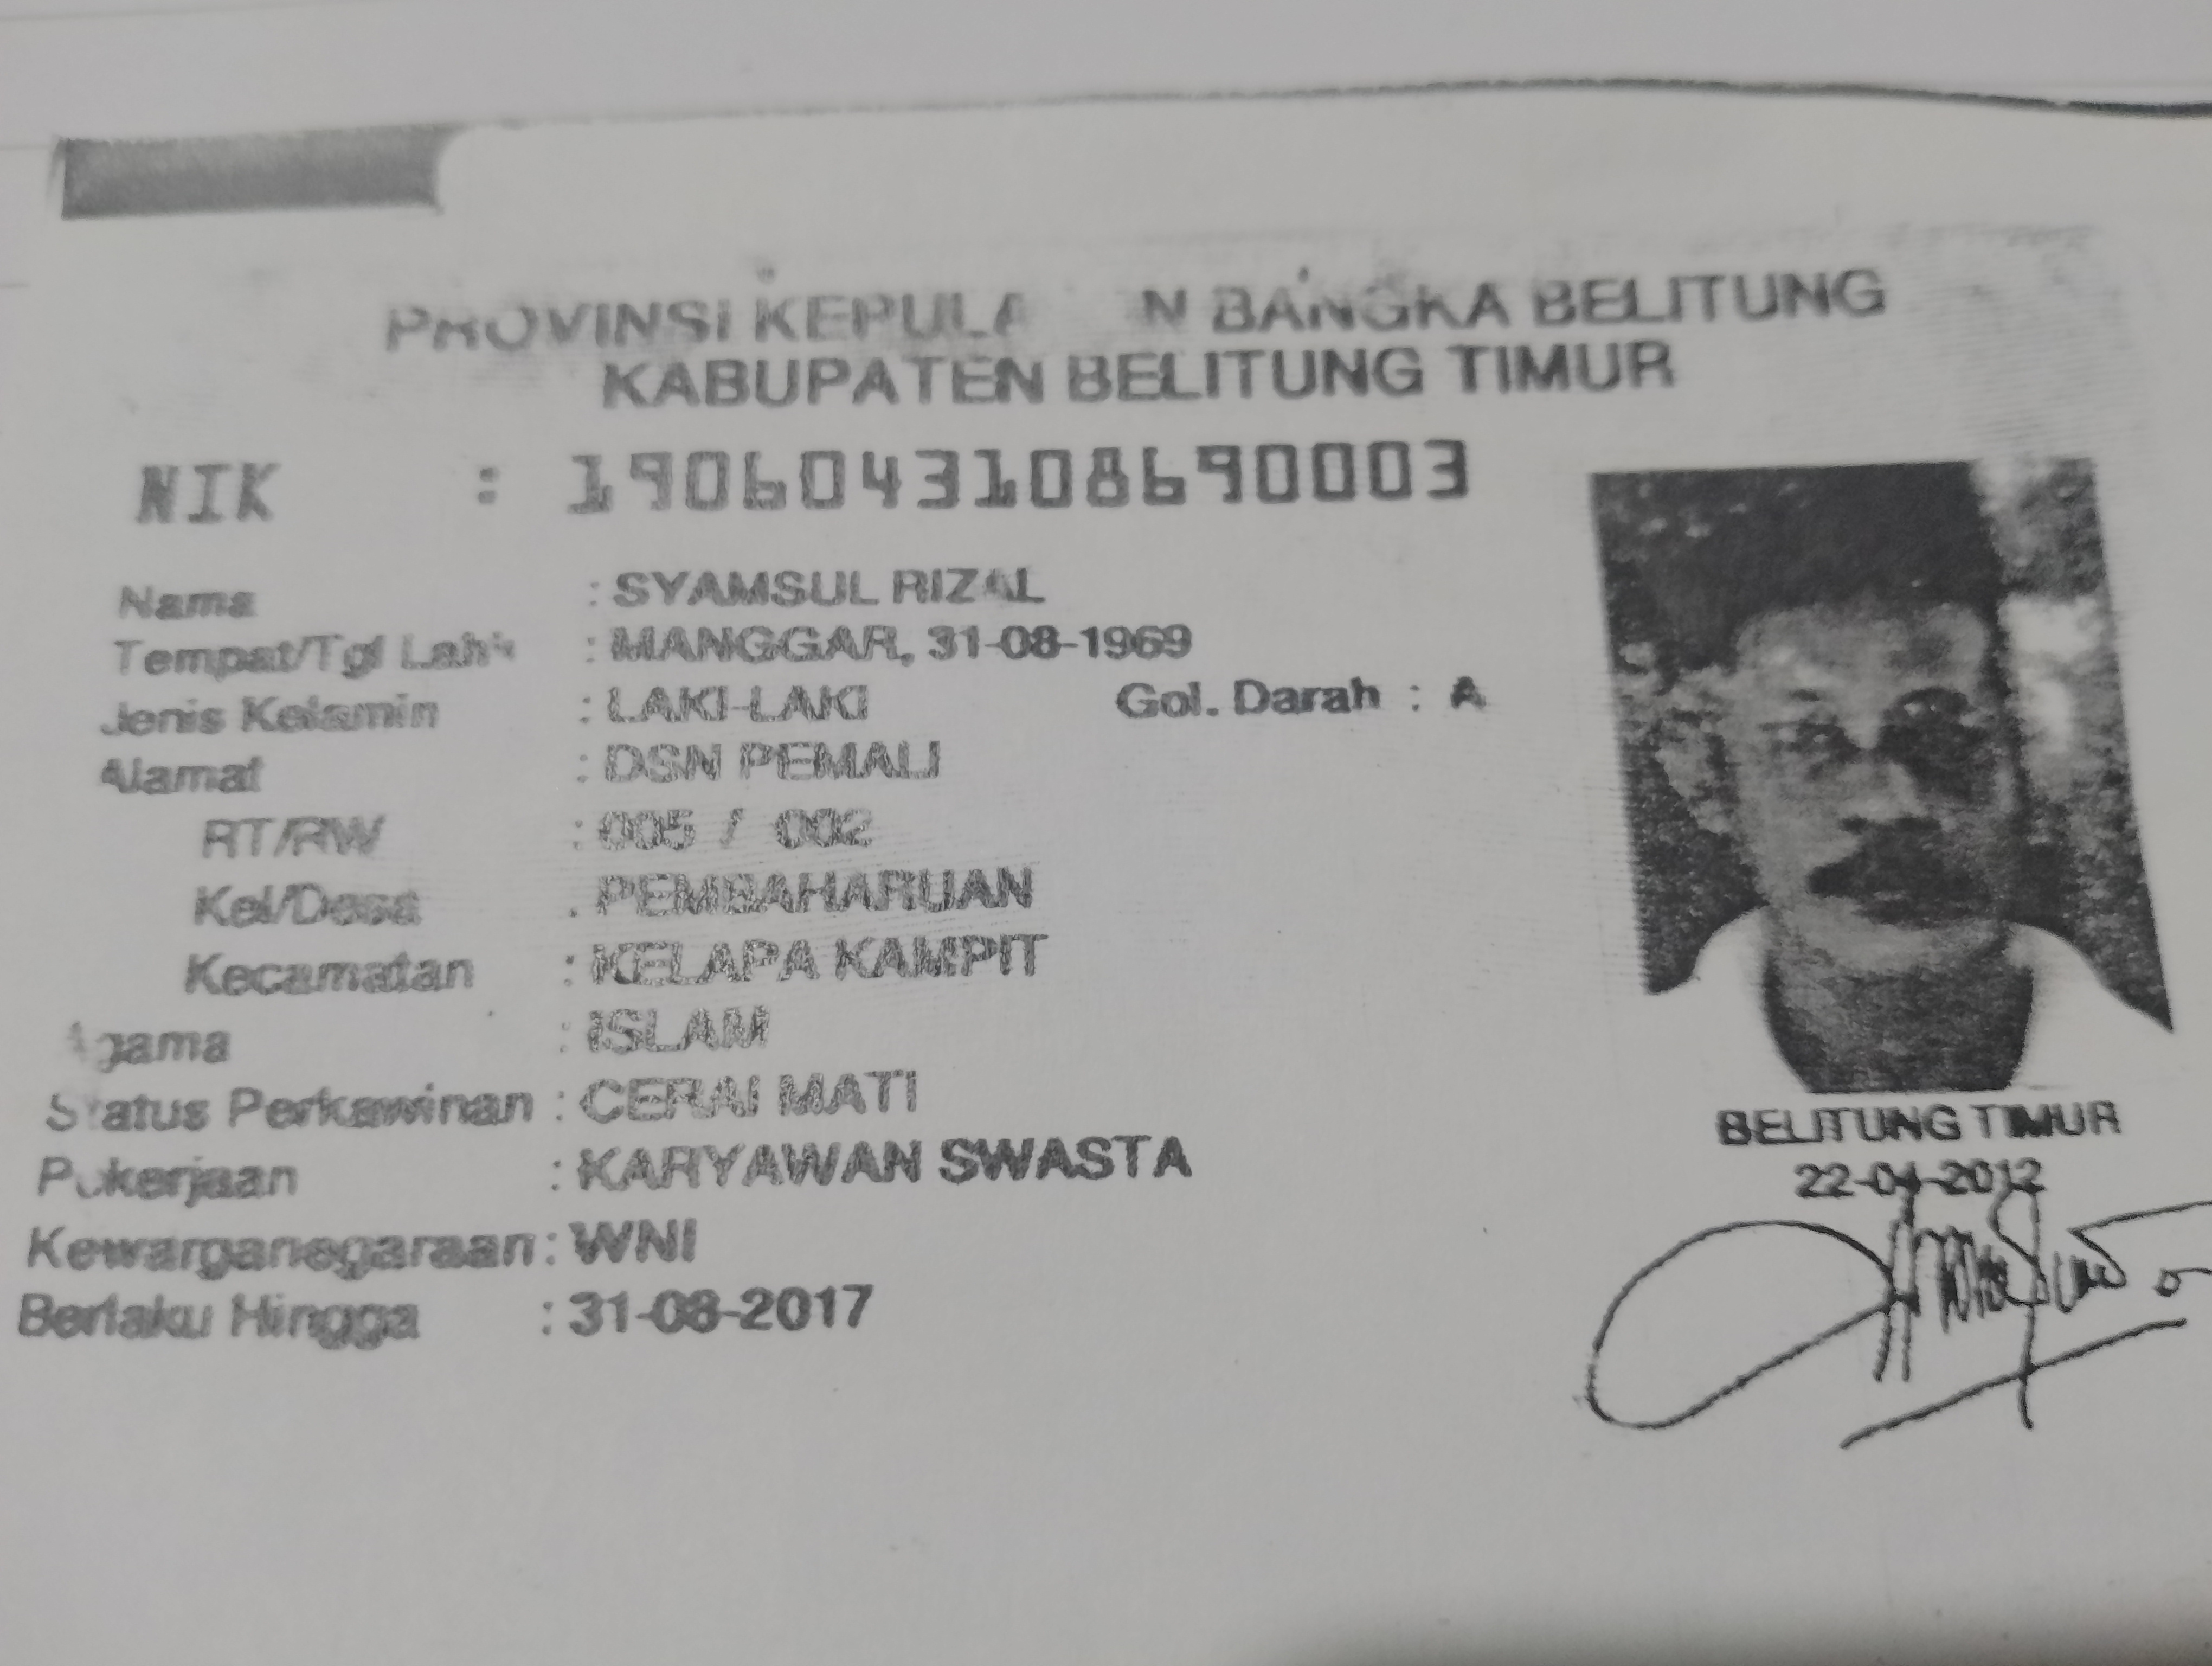 PROVINSI KEPULA N BANGKA BELITUNG
KABUPATEN BELITUNG TIMUR
NIK : 1906043108690003
Nama : SYAMSUL RIZAL
Tempat/Tgl Lahir : MANGGAR, 31-08-1969
Jenis Kelamin : LAKI-LAKI Gol. Darah : A
Alamat : DSN PEMALI
RT/RW : 005 / 002
Kel/Desa : PEMBAHARUAN
Kecamatan : KELAPA KAMPIT
Agama : ISLAM
Status Perkawinan : CERAI MATI
Pekerjaan : KARYAWAN SWASTA
Kewarganegaraan : WNI
Berlaku Hingga : 31-08-2017
BELITUNG TIMUR
22-04-2012